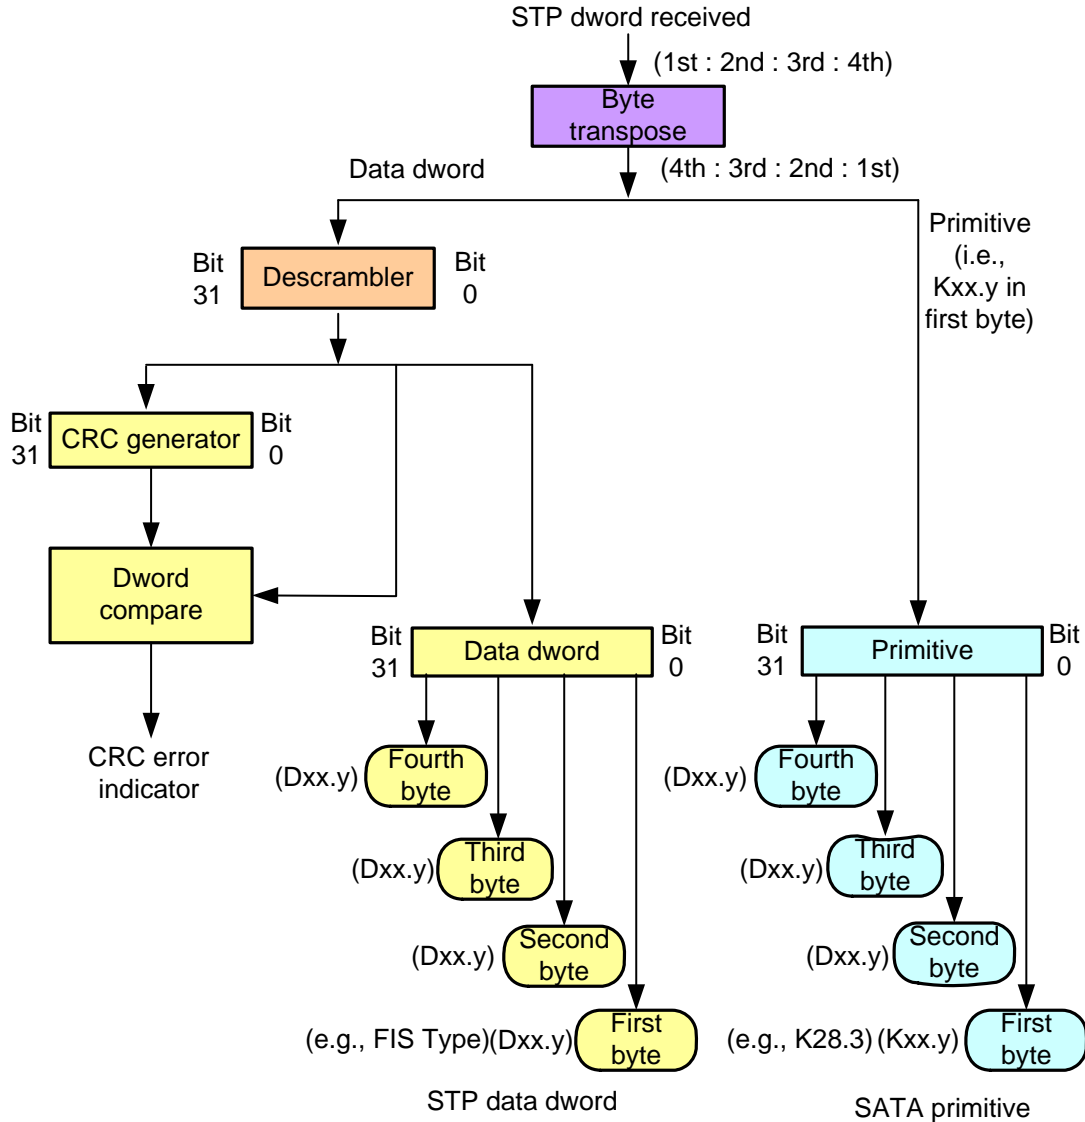 STP dword received
(1st : 2nd : 3rd : 4th)
Byte
transpose
(4th : 3rd : 2nd : 1st)
Data dword
Primitive
(i.e.,
Kxx.y in
first byte)
Bit
31
Descrambler
Bit
0
Bit
31
CRC generator
Bit
0
Dword
compare
CRC error
indicator
Bit
31
Data dword
Bit
0
Bit
31
Primitive
Bit
0
(Dxx.y)
Fourth
byte
(Dxx.y)
Third
byte
(Dxx.y)
Second
byte
(e.g., FIS Type)(Dxx.y)
First
byte
STP data dword
(Dxx.y)
Fourth
byte
(Dxx.y)
Third
byte
(Dxx.y)
Second
byte
(e.g., K28.3) (Kxx.y)
First
byte
SATA primitive